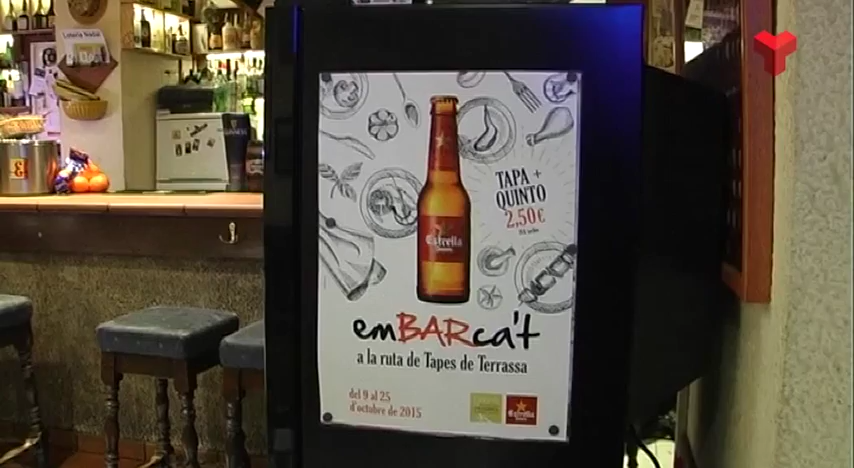 TAPA +
QUINTO
2,50€
Estrella
emBARca't
a la ruta de Tapes de Terrassa
del 9 al 25
d'octubre de 2015
Estrella